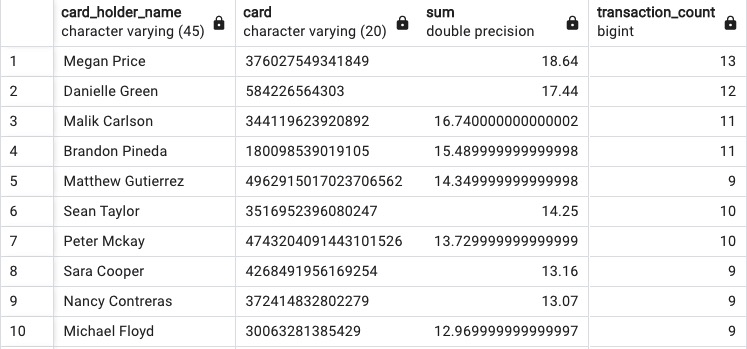 card_holder_name card sum transaction_count
character varying (45) character varying (20) double precision bigint
1 Megan Price 376027549341849 18.64 13
2 Danielle Green 584226564303 17.44 12
3 Malik Carlson 344119623920892 16.740000000000002 11
4 Brandon Pineda 180098539019105 15.489999999999998 11
5 Matthew Gutierrez 4962915017023706562 14.349999999999998 9
6 Sean Taylor 3516952396080247 14.25 10
7 Peter Mckay 4743204091443101526 13.729999999999999 10
8 Sara Cooper 4268491956169254 13.16 9
9 Nancy Contreras 372414832802279 13.07 9
10 Michael Floyd 30063281385429 12.969999999999997 9